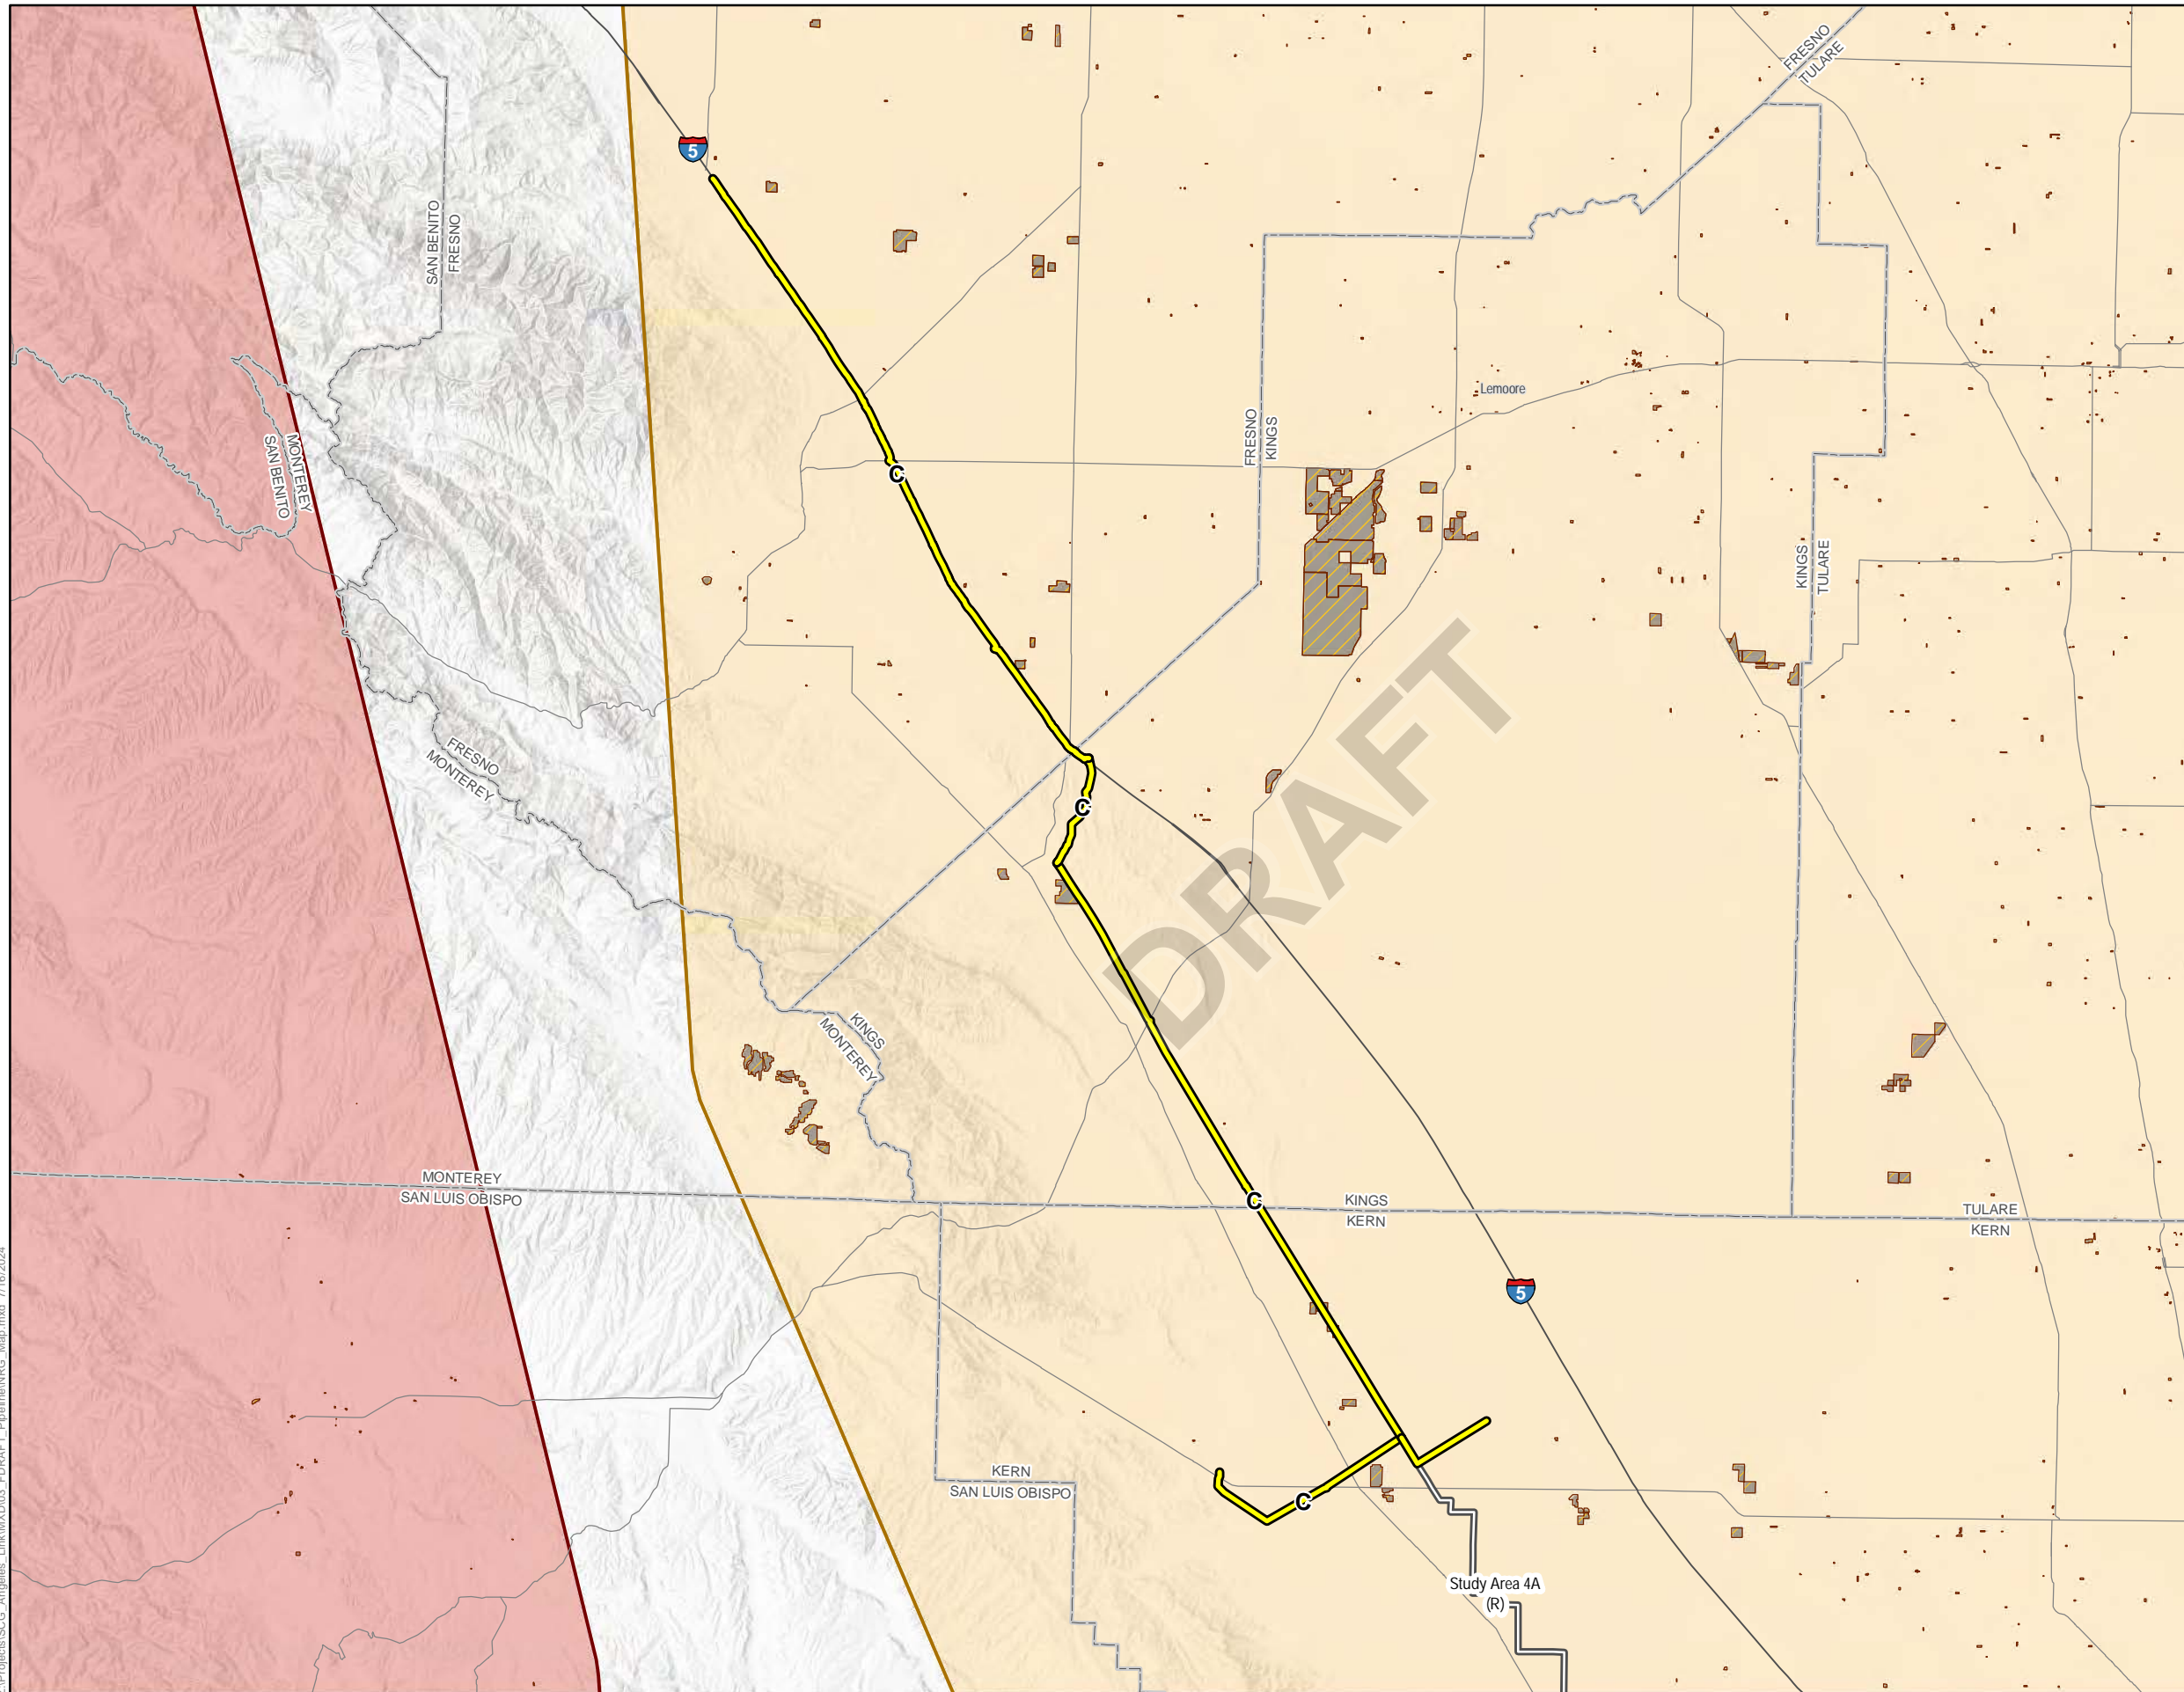 FRESNO
TULARE
5
SAN BENITO
FRESNO
Lemoore
FRESNO
KINGS
MONTEREY
SAN BENITO
C
KINGS
TULARE
FRESNO
MONTEREY
C
DRAFT
KINGS
MONTEREY
MONTEREY
SAN LUIS OBISPO
C
KINGS
KERN
TULARE
KERN
5
KERN
SAN LUIS OBISPO
C
Study Area 4A
(R)